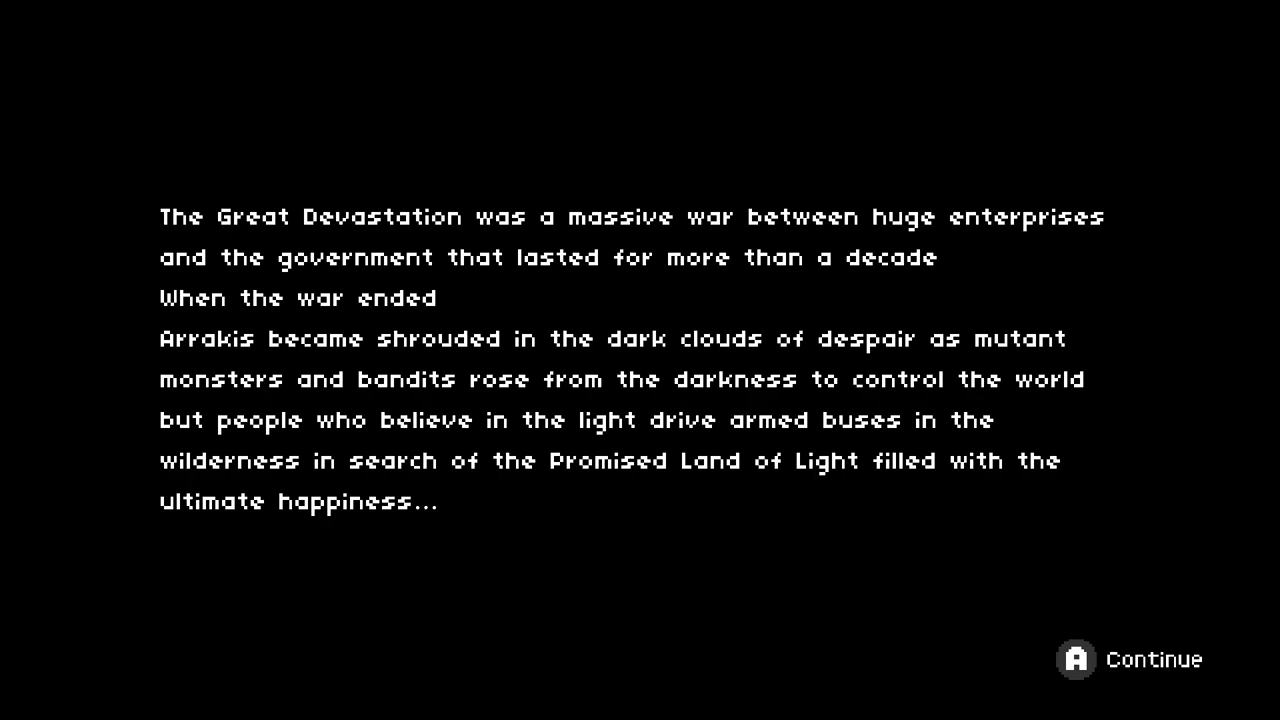 The Great Devastation was a massive war between huge enterprises
and the government that lasted for more than a decade
When the war ended
Arrakis became shrouded in the dark clouds of despair as mutant
monsters and bandits rose from the darkness to control the world
but people who believe in the light drive armed buses in the
wilderness in search of the Promised Land of Light filled with the
ultimate happiness...
A Continue